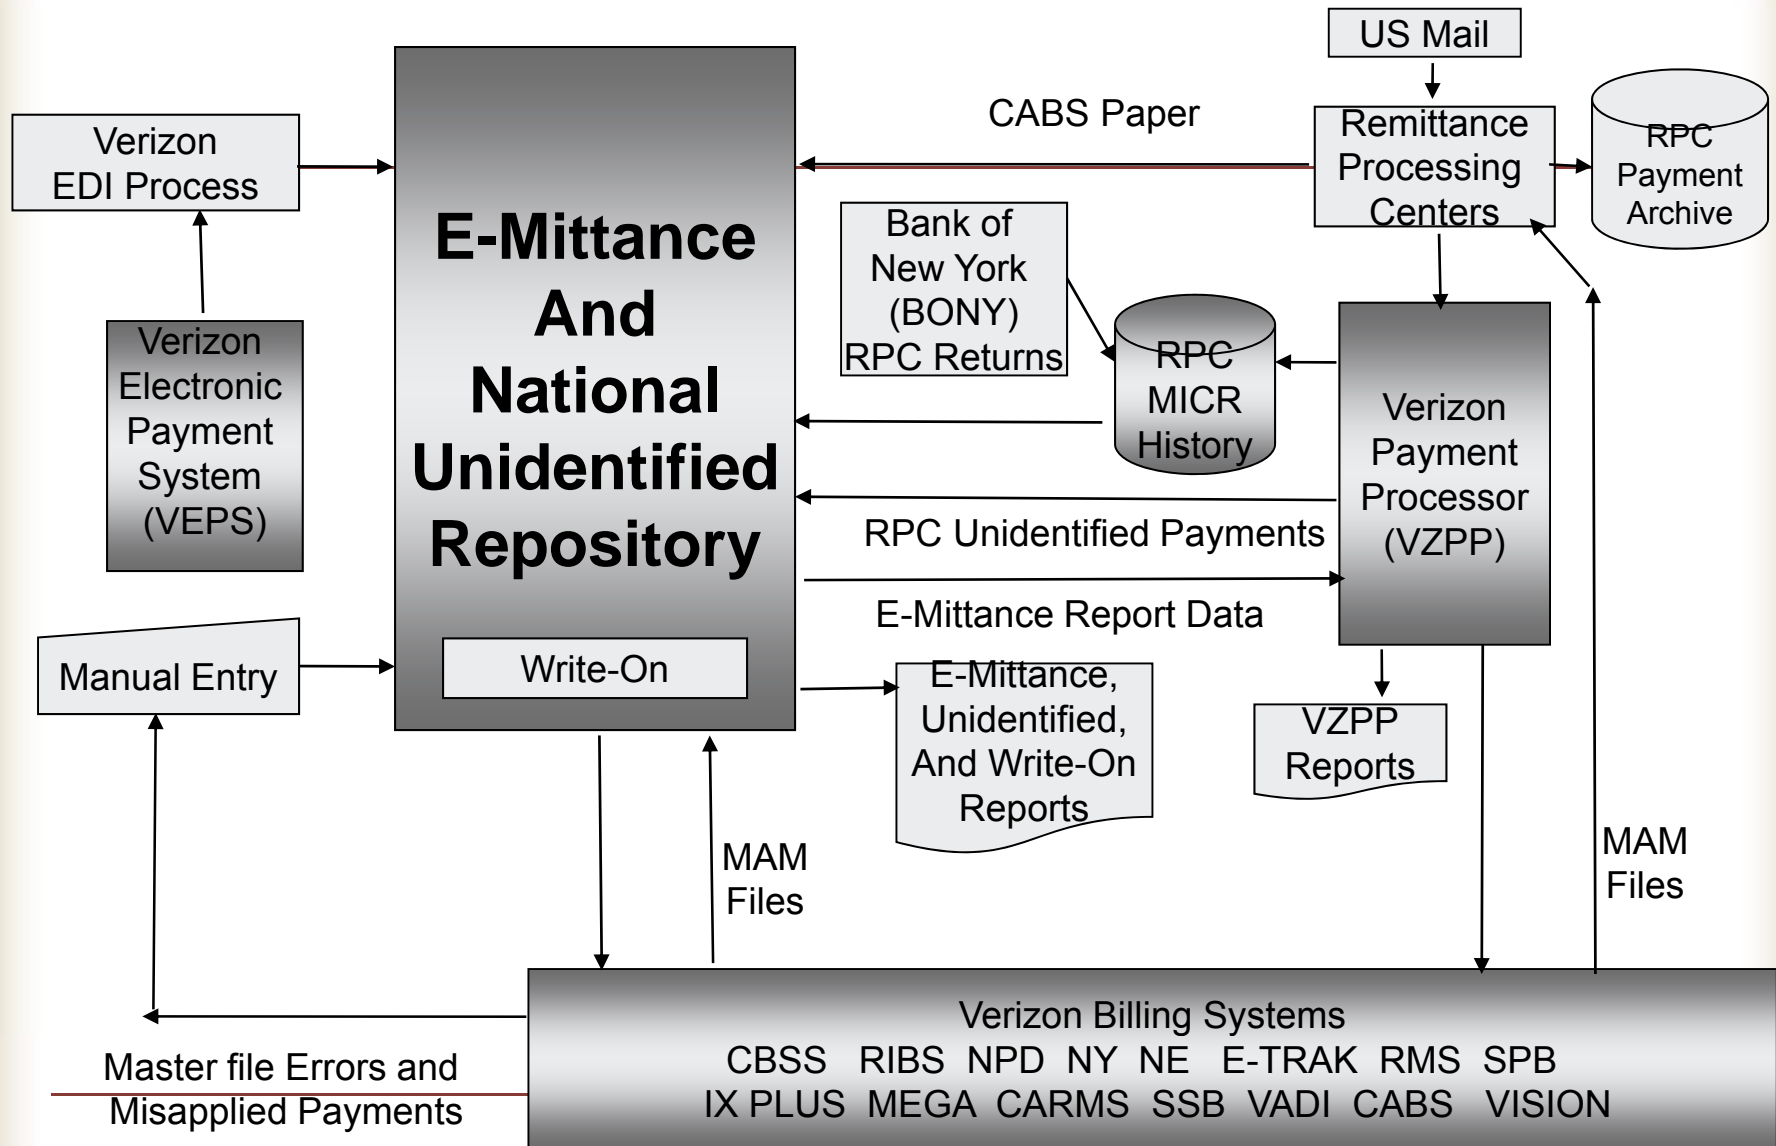 US Mail
CABS Paper
Verizon
EDI Process
Remittance
Processing
Centers
RPC
Payment
Archive
E-Mittance
And
National
Unidentified
Repository
Bank of
New York
(BONY)
RPC Returns
RPC
MICR
History
Verizon
Electronic
Payment
System
(VEPS)
Verizon
Payment
Processor
(VZPP)
RPC Unidentified Payments
E-Mittance Report Data
Manual Entry
Write-On
E-Mittance,
Unidentified,
And Write-On
Reports
VZPP
Reports
MAM
Files
MAM
Files
Master file Errors and
Misapplied Payments
Verizon Billing Systems
CBSS RIBS NPD NY NE E-TRAK RMS SPB
IX PLUS MEGA CARMS SSB VADI CABS VISION